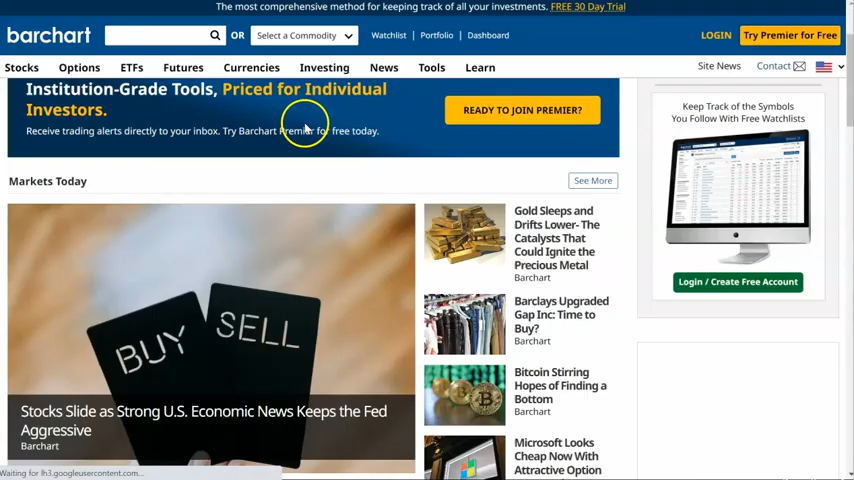 The most comprehensive method for keeping track of all your investments. FREE 30 Day Trial
barchart OR Select a Commodity Watchlist Portfolio Dashboard LOGIN Try Premier for Free
Stocks Options ETFs Futures Currencies Investing News Tools Learn Site News Contact
Institution-Grade Tools, Priced for Individual
Investors.
Receive trading alerts directly to your inbox. Try Barchart Premier for free today.
READY TO JOIN PREMIER?
Keep Track of the Symbols
You Follow With Free Watchlists
Login / Create Free Account
Markets Today
See More
BUY SELL
Stocks Slide as Strong U.S. Economic News Keeps the Fed
Aggressive
Barchart
Gold Sleeps and
Drifts Lower- The
Catalysts That
Could Ignite the
Precious Metal
Barchart
Barclays Upgraded
Gap Inc: Time to
Buy?
Barchart
Bitcoin Stirring
Hopes of Finding a
Bottom
Barchart
Microsoft Looks
Cheap Now With
Attractive Option
Waiting for lh3.googleusercontent.com...